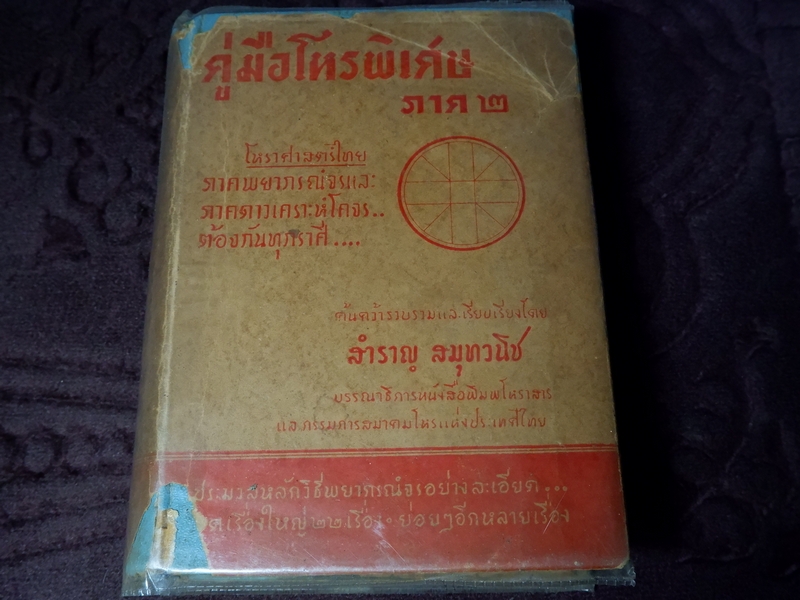 คู่มือโหรพิเศษ
ภาค ๒
โหราศาสตร์ไทย
ภาคพยากรณ์จรและ
ภาคดาวเคราะห์โคจร..
ต้องกันทุกราศี....
ค้นคว้ารวบรวมและเรียบเรียงโดย
สำราญ สมุทวนิช
บรรณาธิการหนังสือพิมพ์โหราสาร
และกรรมการสมาคมโหรแห่งประเทศไทย
ประมวลหลักวิธีพยากรณ์จรอย่างละเอียด...
เรื่องใหญ่ ๒๒ เรื่อง - ย่อยๆอีกหลายเรื่อง